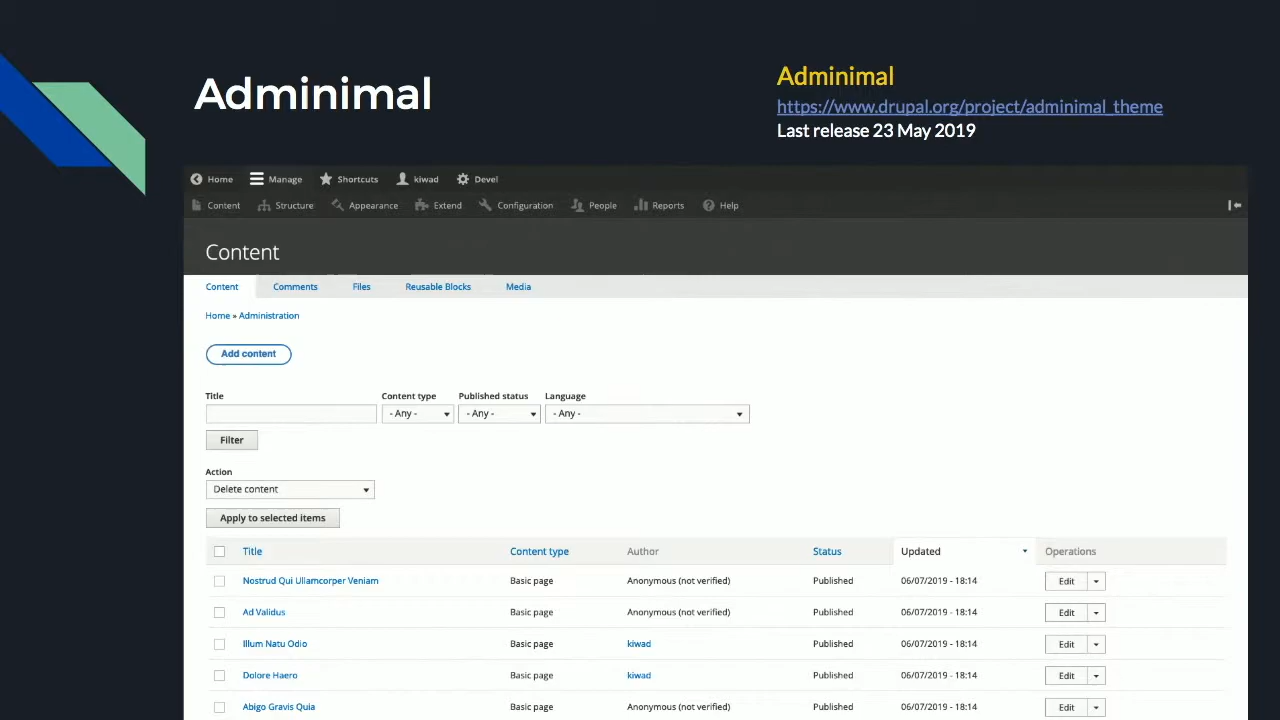 Adminimal
Adminimal
https://www.drupal.org/project/adminimal_theme
Last release 23 May 2019
Home Manage Shortcuts kiwad Devel
Content Structure Appearance Extend Configuration People Reports Help
Content
Content Comments Files Reusable Blocks Media
Home » Administration
Add content
Title Content type Published status Language
- Any - - Any - - Any -
Filter
Action
Delete content
Apply to selected items
Title Content type Author Status Updated Operations
Nostrud Qui Ullamcorper Veniam Basic page Anonymous (not verified) Published 06/07/2019 - 18:14 Edit
Ad Validus Basic page Anonymous (not verified) Published 06/07/2019 - 18:14 Edit
Illum Natu Odio Basic page kiwad Published 06/07/2019 - 18:14 Edit
Dolore Haero Basic page kiwad Published 06/07/2019 - 18:14 Edit
Abigo Gravis Quia Basic page Anonymous (not verified) Published 06/07/2019 - 18:14 Edit